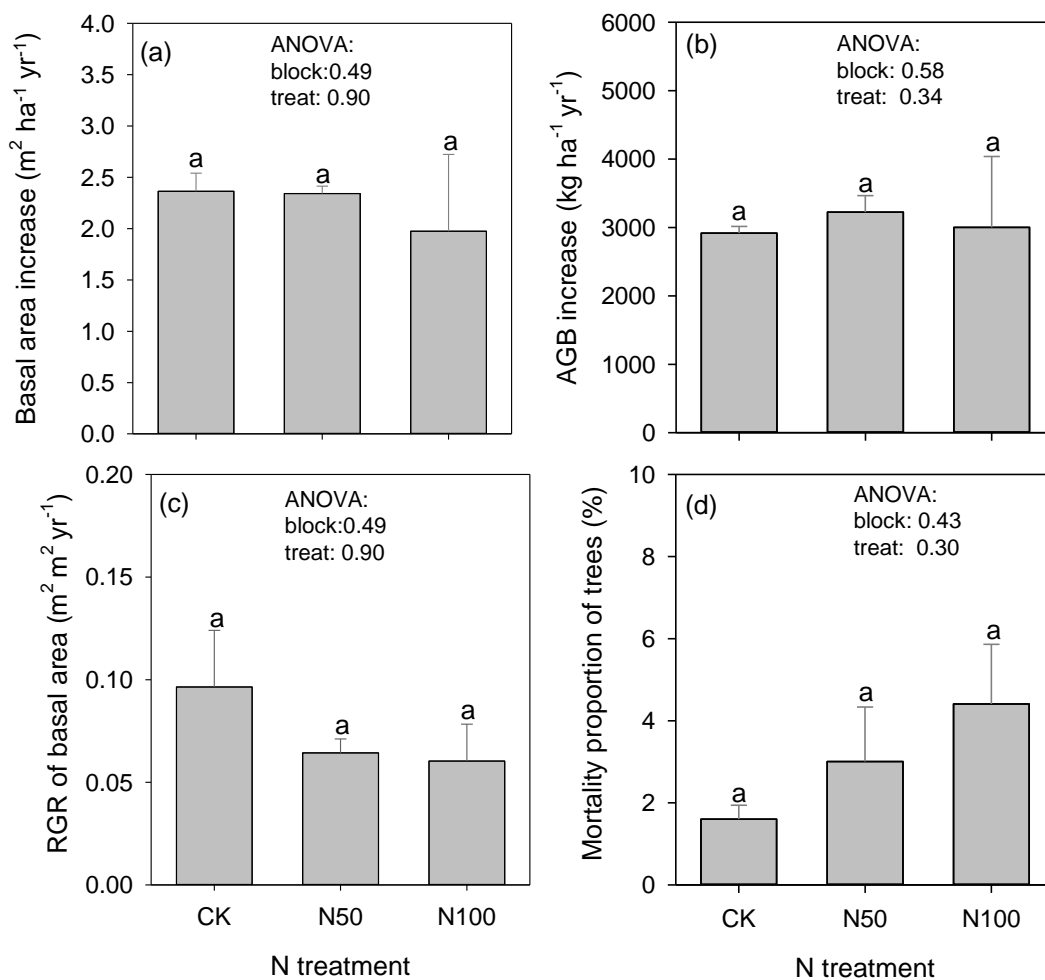 (a)
ANOVA:
block:0.49
treat: 0.90
Basal area increase (m² ha⁻¹ yr⁻¹)
4.0
3.5
3.0
2.5
2.0
1.5
1.0
0.5
0.0
a
a
a
(b)
ANOVA:
block: 0.58
treat: 0.34
AGB increase (kg ha⁻¹ yr⁻¹)
6000
5000
4000
3000
2000
1000
0
a
a
a
(c)
ANOVA:
block:0.49
treat: 0.90
RGR of basal area (m² m² yr⁻¹)
0.20
0.15
0.10
0.05
0.00
a
a
a
CK N50 N100
N treatment
(d)
ANOVA:
block: 0.43
treat: 0.30
Mortality proportion of trees (%)
10
8
6
4
2
0
a
a
a
CK N50 N100
N treatment